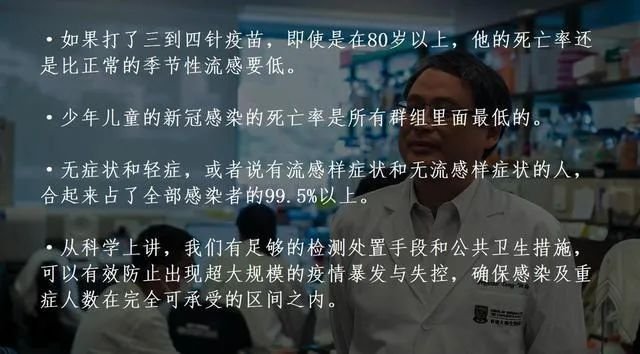 ·如果打了三到四针疫苗，即使是在80岁以上，他的死亡率还
是比正常的季节性流感要低。
·少年儿童的新冠感染的死亡率是所有群组里面最低的。
·无症状和轻症，或者说有流感样症状和无流感样症状的人，
合起来占了全部感染者的99.5%以上。
·从科学上讲，我们有足够的检测处置手段和公共卫生措施，
可以有效防止出现超大规模的疫情暴发与失控，确保感染及重
症人数在完全可承受的区间之内。